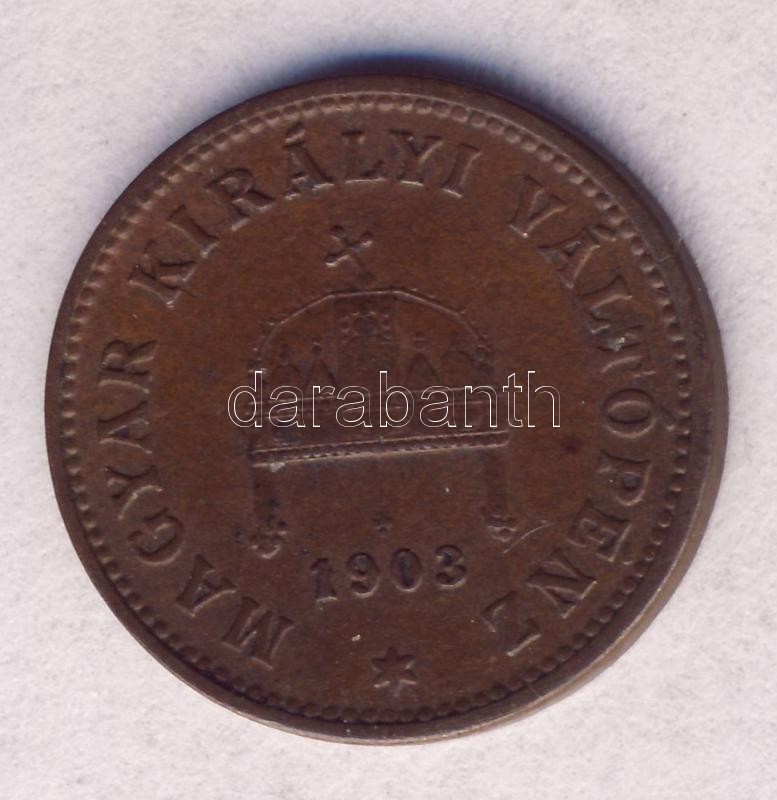 MAGYAR KIRÁLYI VÁLTÓPÉNZ
darabanth
1903